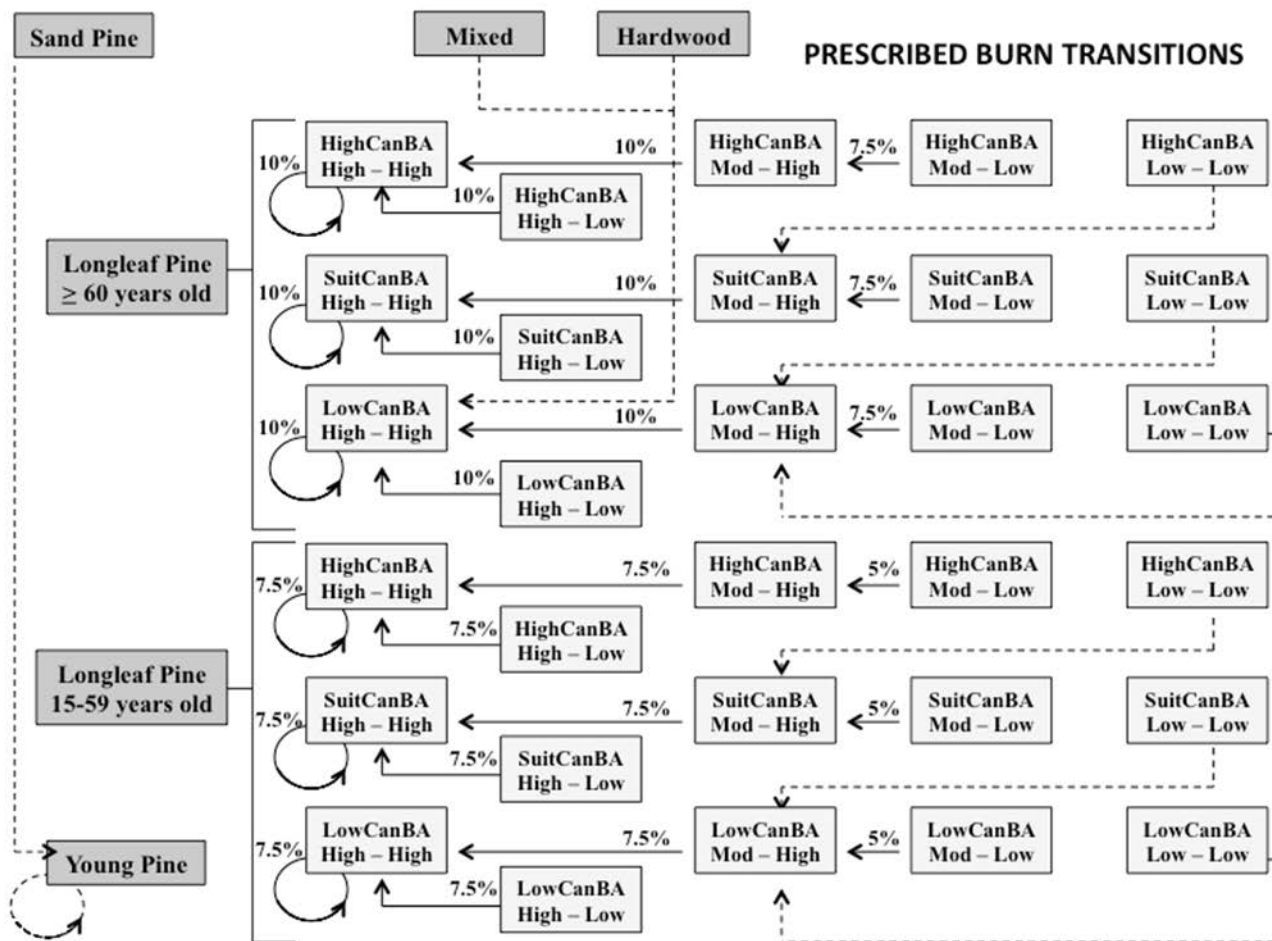 Sand Pine
Mixed
Hardwood
PRESCRIBED BURN TRANSITIONS
Longleaf Pine
≥ 60 years old
10%
HighCanBA
High – High
10%
HighCanBA
Mod – High
7.5%
HighCanBA
Mod – Low
HighCanBA
Low – Low
10%
HighCanBA
High – Low
10%
SuitCanBA
High – High
10%
SuitCanBA
Mod – High
7.5%
SuitCanBA
Mod – Low
SuitCanBA
Low – Low
10%
SuitCanBA
High – Low
10%
LowCanBA
High – High
10%
LowCanBA
Mod – High
7.5%
LowCanBA
Mod – Low
LowCanBA
Low – Low
10%
LowCanBA
High – Low
Longleaf Pine
15-59 years old
7.5%
HighCanBA
High – High
7.5%
HighCanBA
Mod – High
5%
HighCanBA
Mod – Low
HighCanBA
Low – Low
7.5%
HighCanBA
High – Low
7.5%
SuitCanBA
High – High
7.5%
SuitCanBA
Mod – High
5%
SuitCanBA
Mod – Low
SuitCanBA
Low – Low
7.5%
SuitCanBA
High – Low
7.5%
LowCanBA
High – High
7.5%
LowCanBA
Mod – High
5%
LowCanBA
Mod – Low
LowCanBA
Low – Low
7.5%
LowCanBA
High – Low
Young Pine